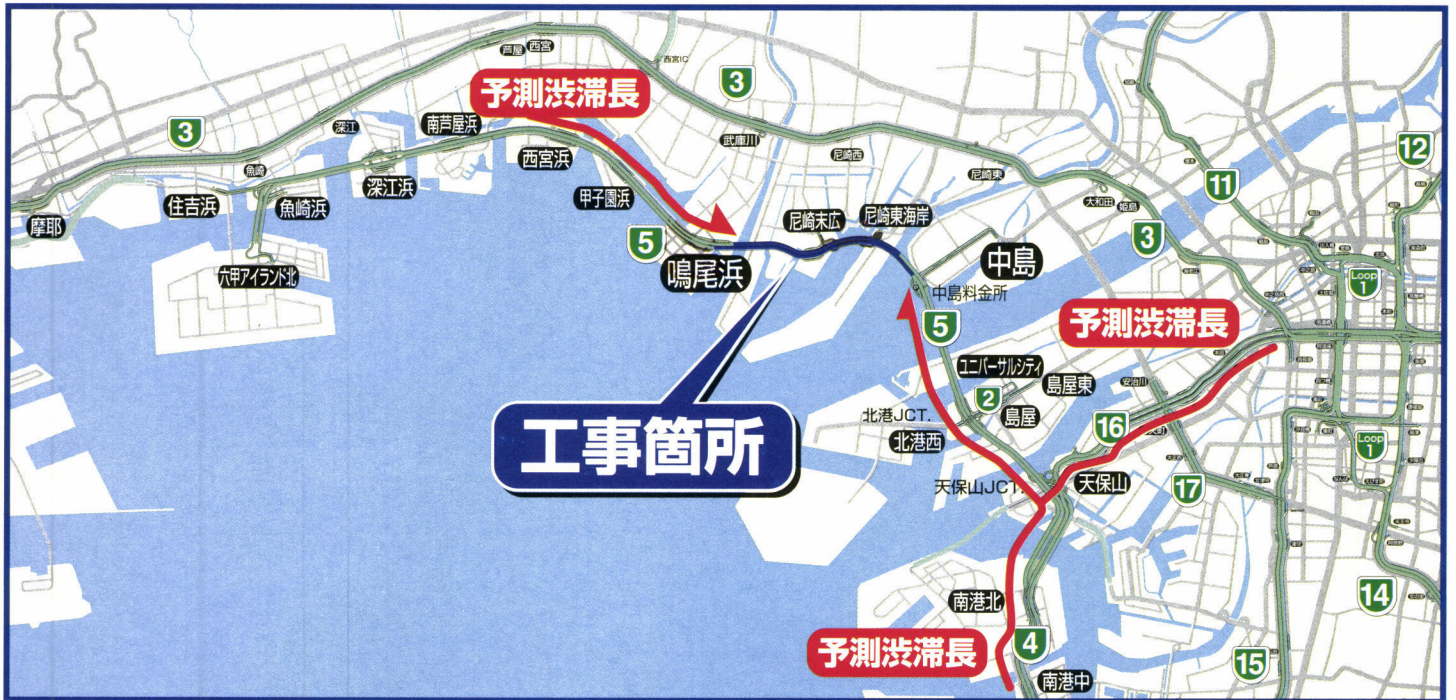 芦屋
西宮
西宮IC
予測渋滞長
3
3
深江
南芦屋浜
武庫川
尼崎西
12
魚崎
西宮浜
尼崎東
11
住吉浜
魚崎浜
深江浜
甲子園浜
大和田
姫島
摩耶
5
尼崎末広
尼崎東海岸
3
六甲アイランド北
鳴尾浜
中島
中島料金所
Loop
1
5
予測渋滞長
ユニバーサルシティ
2
島屋東
安治川
北港JCT.
島屋
工事箇所
北港西
16
Loop
1
天保山JCT.
天保山
17
南港北
14
予測渋滞長
4
15
南港中